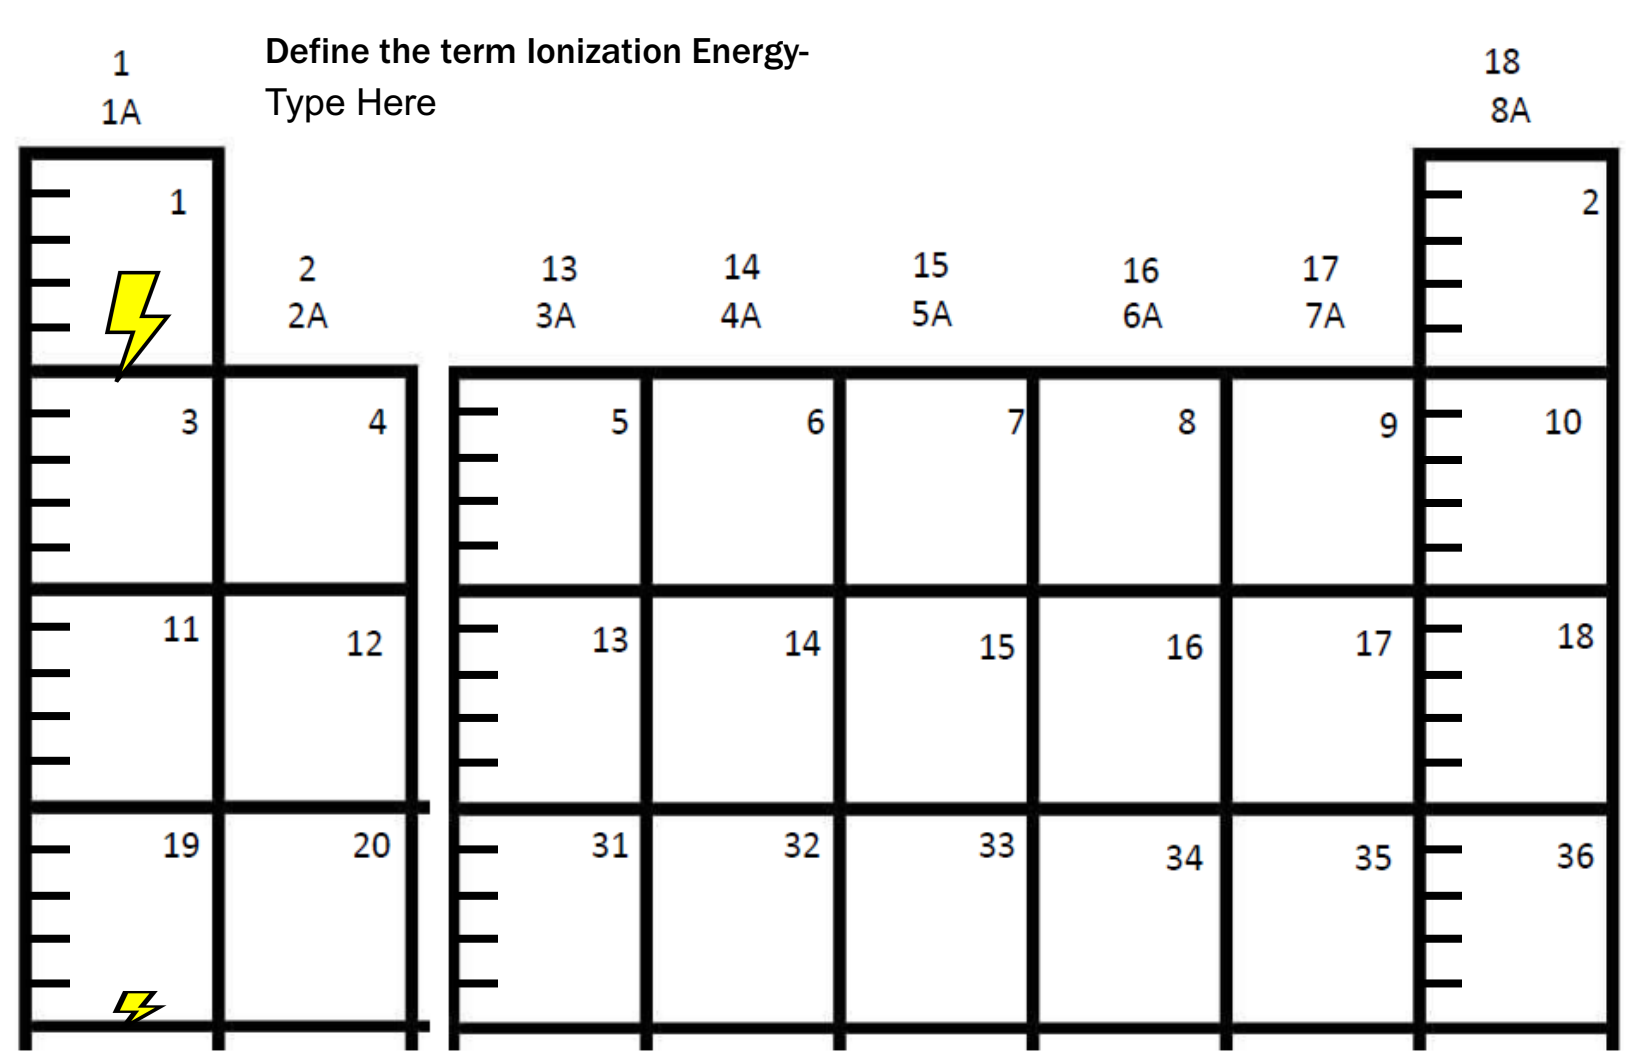 Define the term Ionization Energy-
Type Here
1 18
1A 8A
1 2
2 13 14 15 16 17
2A 3A 4A 5A 6A 7A
3 4 5 6 7 8 9 10
11 12 13 14 15 16 17 18
19 20 31 32 33 34 35 36